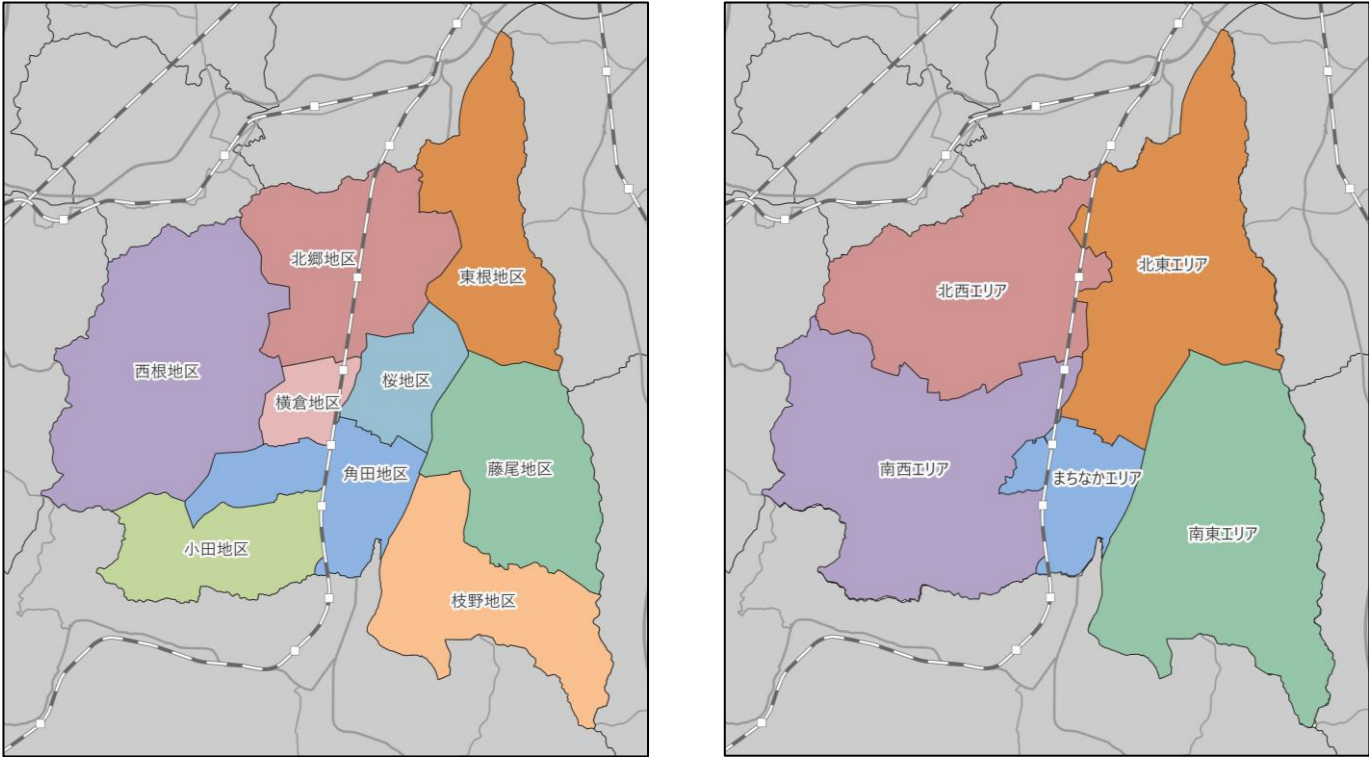 北郷地区
東根地区
西根地区
桜地区
横倉地区
角田地区
藤尾地区
小田地区
枝野地区
北東エリア
北西エリア
南西エリア
まちなかエリア
南東エリア